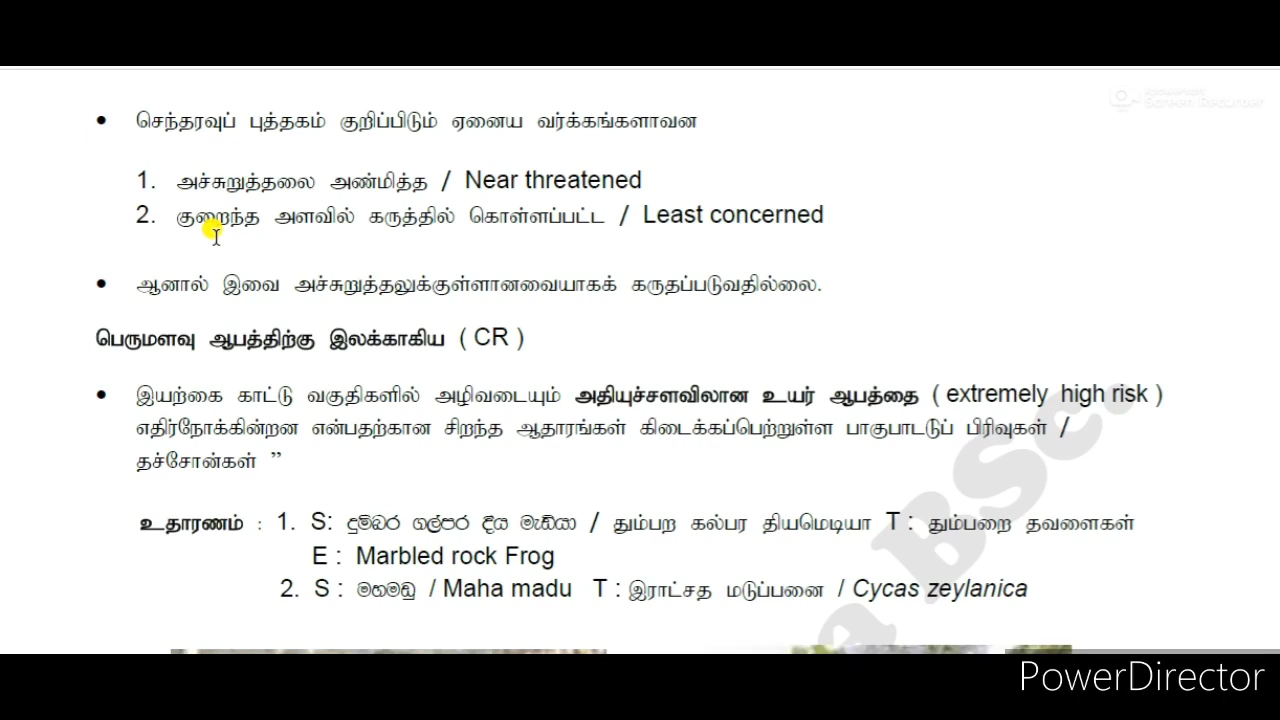 • செந்தரவுப் புத்தகம் குறிப்பிடும் ஏனைய வர்க்கங்களாவன
1. அச்சுறுத்தலை அண்மித்த / Near threatened
2. குறைந்த அளவில் கருத்தில் கொள்ளப்பட்ட / Least concerned
• ஆனால் இவை அச்சுறுத்தலுக்குள்ளானவையாகக் கருதப்படுவதில்லை.
பெருமளவு ஆபத்திற்கு இலக்காகிய ( CR )
• இயற்கை காட்டு வகுதிகளில் அழிவடையும் அதியுச்சளவிலான உயர் ஆபத்தை ( extremely high risk )
எதிர்நோக்கின்றன என்பதற்கான சிறந்த ஆதாரங்கள் கிடைக்கப்பெற்றுள்ள பாகுபாடடுப் பிரிவுகள் /
தச்சோன்கள் ”
உதாரணம் : 1. S: දුම්බර ගල්පර දිය මැඩියා / தும்பற கல்பர தியமெடியா T : தும்பறை தவளைகள்
E : Marbled rock Frog
2. S : මහමඩු / Maha madu T : இராட்சத மடுப்பனை / Cycas zeylanica
a BSc.
Screen Recorder
PowerDirector